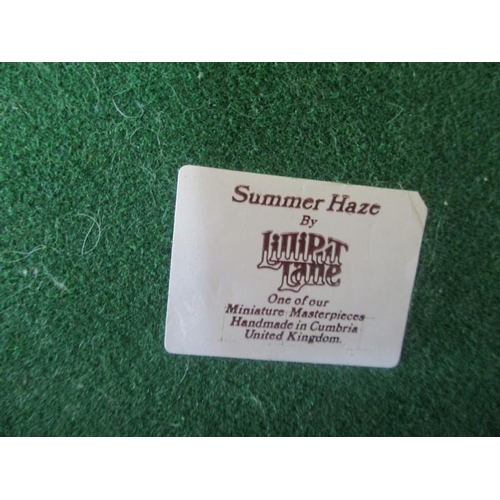 Summer Haze
By
Lilliput
Lane
One of our
Miniature Masterpieces
Handmade in Cumbria
United Kingdom.